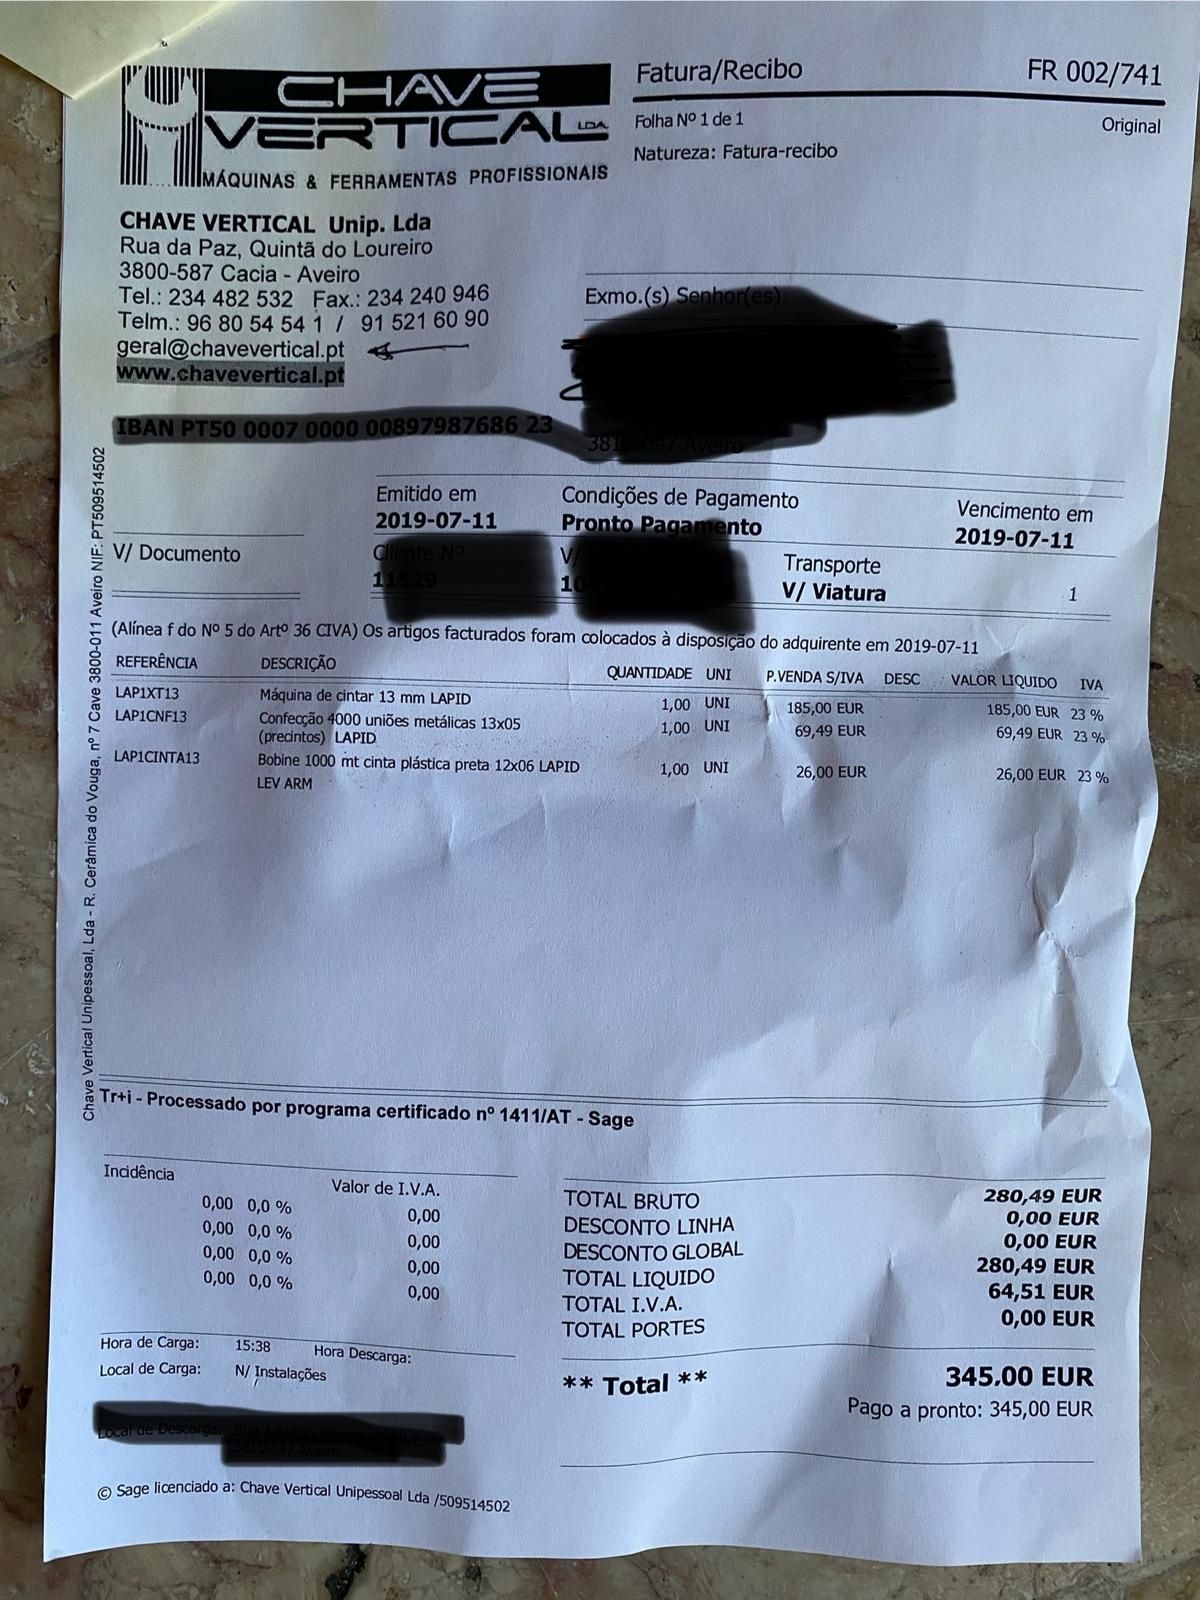 CHAVE
VERTICAL LDA.
MÁQUINAS & FERRAMENTAS PROFISSIONAIS
Fatura/Recibo FR 002/741
Folha Nº 1 de 1 Original
Natureza: Fatura-recibo
CHAVE VERTICAL Unip. Lda
Rua da Paz, Quintã do Loureiro
3800-587 Cacia - Aveiro
Tel.: 234 482 532 Fax.: 234 240 946
Telm.: 96 80 54 54 1 / 91 521 60 90
geral@chavevertical.pt
www.chavevertical.pt
Exmo.(s) Senhor(es)
IBAN PT50 0007 0000 00897987686 23
Aveiro
Emitido em Condições de Pagamento Vencimento em
2019-07-11 Pronto Pagamento 2019-07-11
V/ Documento Cliente Nº V/ Transporte
V/ Viatura 1
(Alínea f do Nº 5 do Artº 36 CIVA) Os artigos facturados foram colocados à disposição do adquirente em 2019-07-11
REFERÊNCIA DESCRIÇÃO QUANTIDADE UNI P.VENDA S/IVA DESC VALOR LIQUIDO IVA
LAP1XT13 Máquina de cintar 13 mm LAPID 1,00 UNI 185,00 EUR 185,00 EUR 23 %
LAP1CNF13 Confecção 4000 uniões metálicas 13x05 1,00 UNI 69,49 EUR 69,49 EUR 23 %
(precintos) LAPID
LAP1CINTA13 Bobine 1000 mt cinta plástica preta 12x06 LAPID 1,00 UNI 26,00 EUR 26,00 EUR 23 %
LEV ARM
Chave Vertical Unipessoal, Lda - R. Cerâmica do Vouga, nº 7 Cave 3800-011 Aveiro NIF: PT509514502
Tr+i - Processado por programa certificado nº 1411/AT - Sage
Incidência Valor de I.V.A.
0,00 0,0 % 0,00
0,00 0,0 % 0,00
0,00 0,0 % 0,00
0,00 0,0 % 0,00
TOTAL BRUTO 280,49 EUR
DESCONTO LINHA 0,00 EUR
DESCONTO GLOBAL 0,00 EUR
TOTAL LIQUIDO 280,49 EUR
TOTAL I.V.A. 64,51 EUR
TOTAL PORTES 0,00 EUR
Hora de Carga: 15:38 Hora Descarga:
Local de Carga: N/ Instalações
** Total ** 345,00 EUR
Pago a pronto: 345,00 EUR
Local de Descarga:
3810-047 Aveiro
© Sage licenciado a: Chave Vertical Unipessoal Lda /509514502